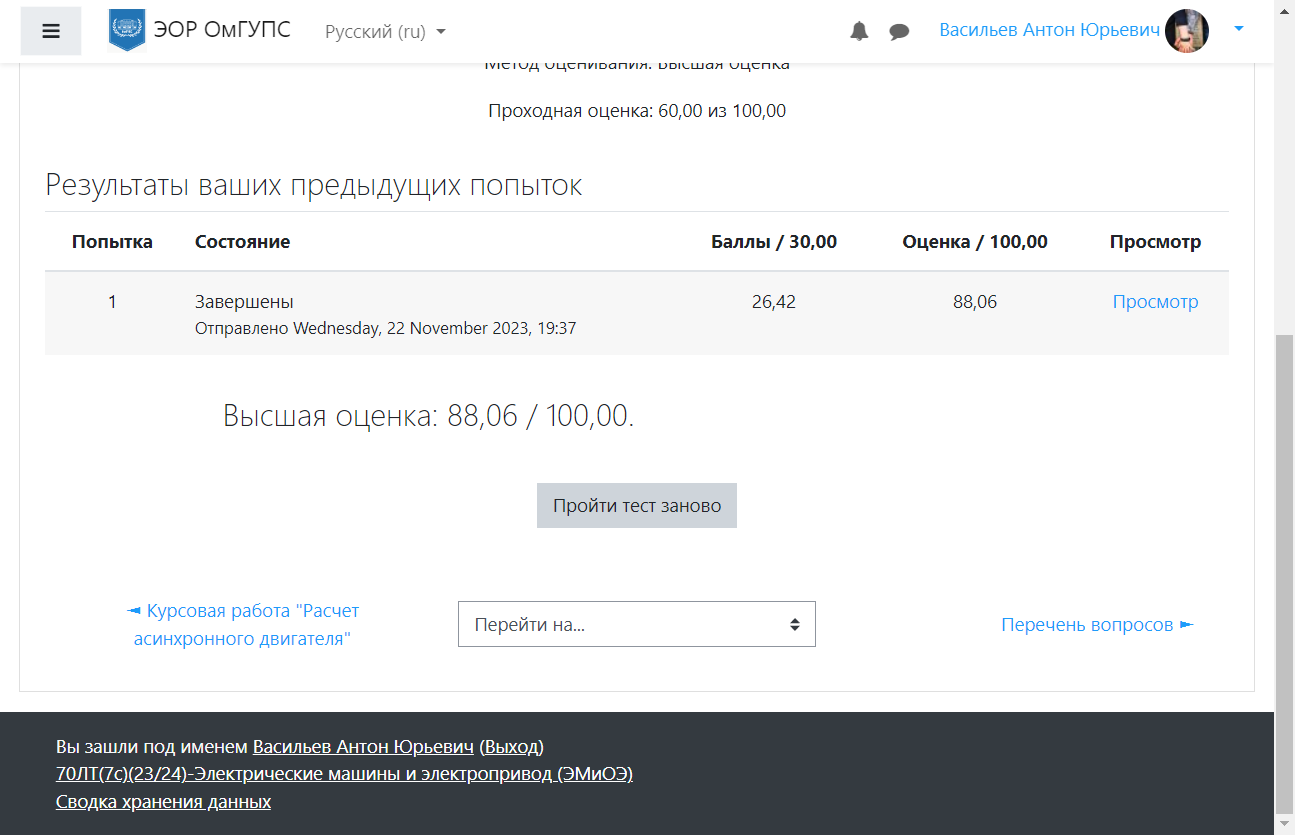 ЭОР ОмГУПС
Русский (ru)
Васильев Антон Юрьевич
Метод оценивания: Высшая оценка
Проходная оценка: 60,00 из 100,00
Результаты ваших предыдущих попыток
Попытка Состояние Баллы / 30,00 Оценка / 100,00 Просмотр
1 Завершены 26,42 88,06 Просмотр
Отправлено Wednesday, 22 November 2023, 19:37
Высшая оценка: 88,06 / 100,00.
Пройти тест заново
◄ Курсовая работа "Расчет
асинхронного двигателя"
Перейти на...
Перечень вопросов ►
Вы зашли под именем Васильев Антон Юрьевич (Выход)
70ЛТ(7с)(23/24)-Электрические машины и электропривод (ЭМиОЭ)
Сводка хранения данных